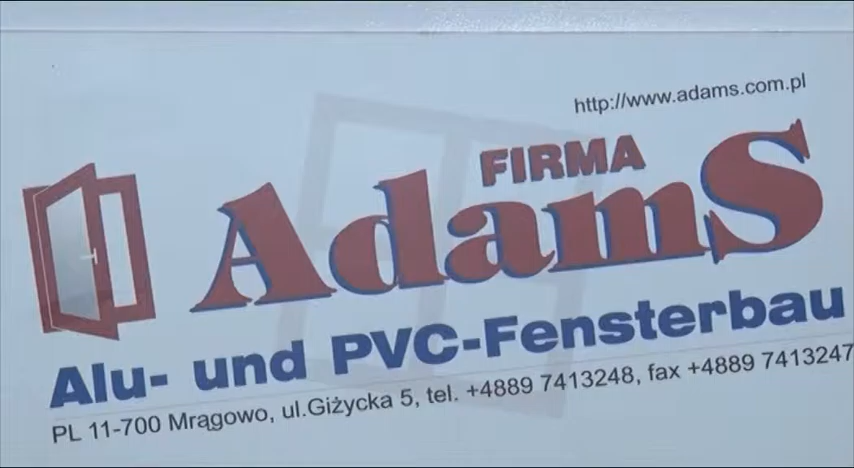 http://www.adams.com.pl
FIRMA
AdamS
Alu- und PVC-Fensterbau
PL 11-700 Mrągowo, ul.Giżycka 5, tel. +4889 7413248, fax +4889 7413247